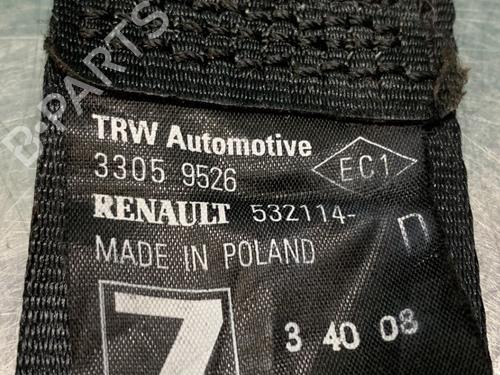 B-PARTS
TRW Automotive
3305 9526
EC1
RENAULT 532114-
MADE IN POLAND
7
3 40 08